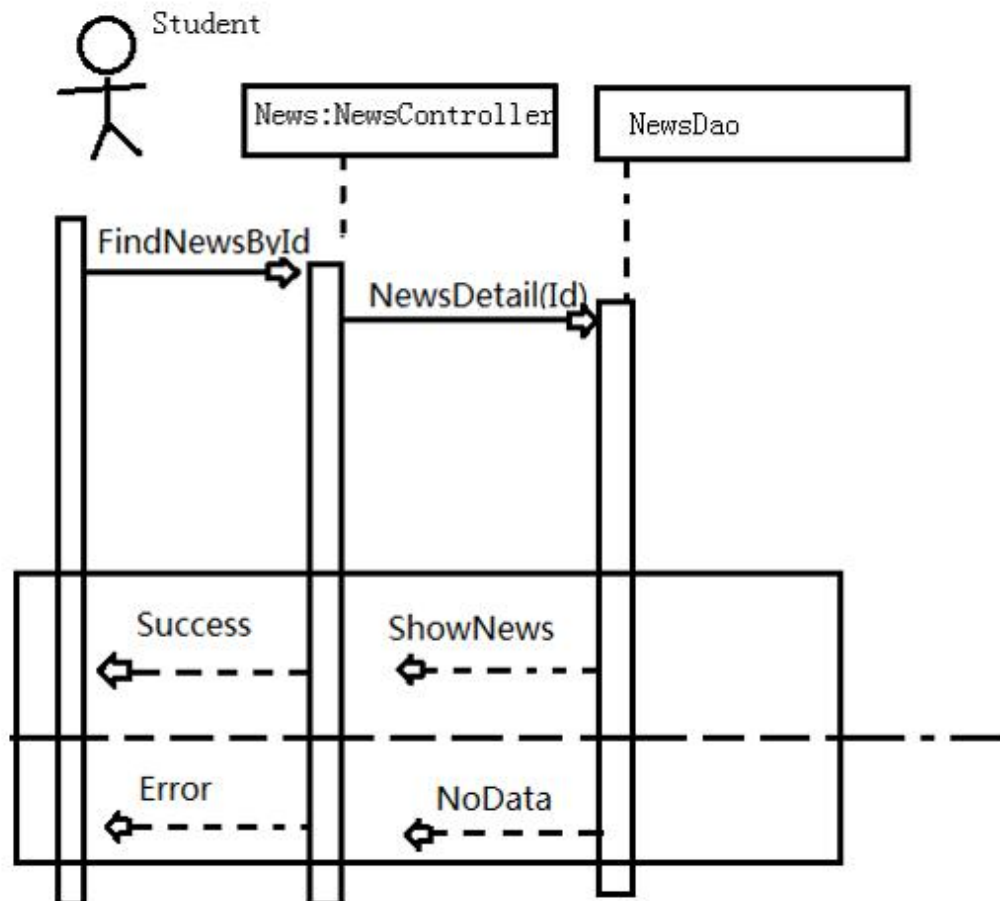 Student
News:NewsController
NewsDao
FindNewsById
NewsDetail(Id)
Success
ShowNews
Error
NoData